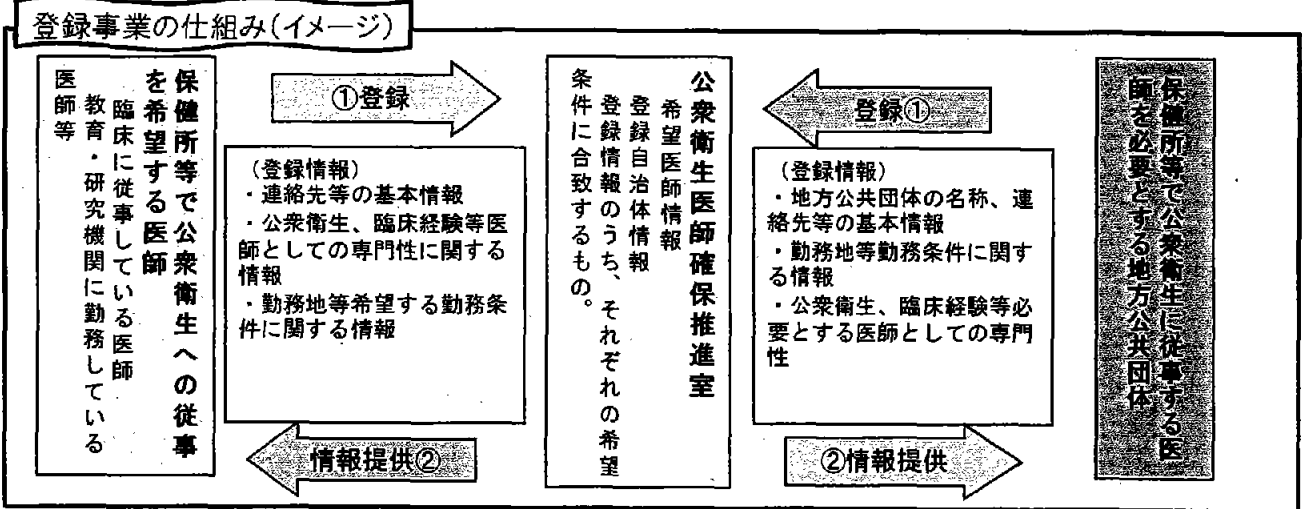 登録事業の仕組み(イメージ)
保健所等で公衆衛生への従事
を希望する医師
臨床に従事している医師
教育・研究機関に勤務している
医師等
①登録
(登録情報)
・連絡先等の基本情報
・公衆衛生、臨床経験等医
師としての専門性に関する
情報
・勤務地等希望する勤務条
件に関する情報
情報提供②
公衆衛生医師確保推進室
希望医師情報
登録自治体情報
登録情報のうち、それぞれの希望
条件に合致するもの。
登録①
(登録情報)
・地方公共団体の名称、連
絡先等の基本情報
・勤務地等勤務条件に関す
る情報
・公衆衛生、臨床経験等必
要とする医師としての専門
性
②情報提供
保健所等で公衆衛生に従事する医
師を必要とする地方公共団体